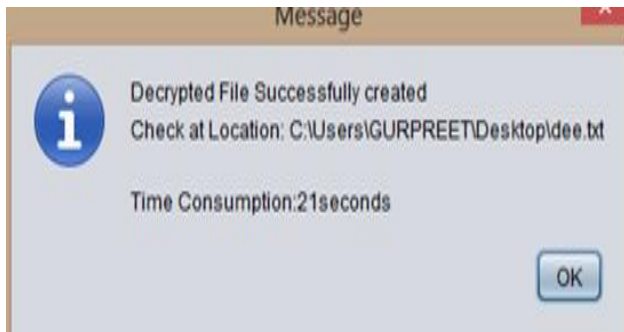 Message
Decrypted File Successfully created
Check at Location: C:\Users\GURPREET\Desktop\dee.txt
Time Consumption:21seconds
OK